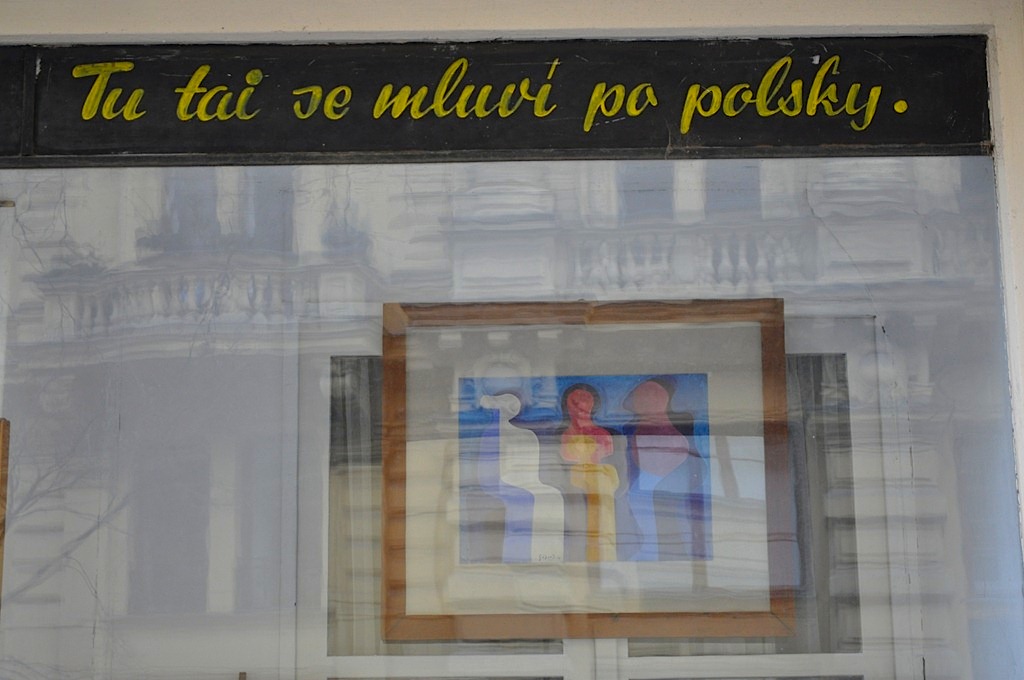 Tu tai se mluví po polsky.